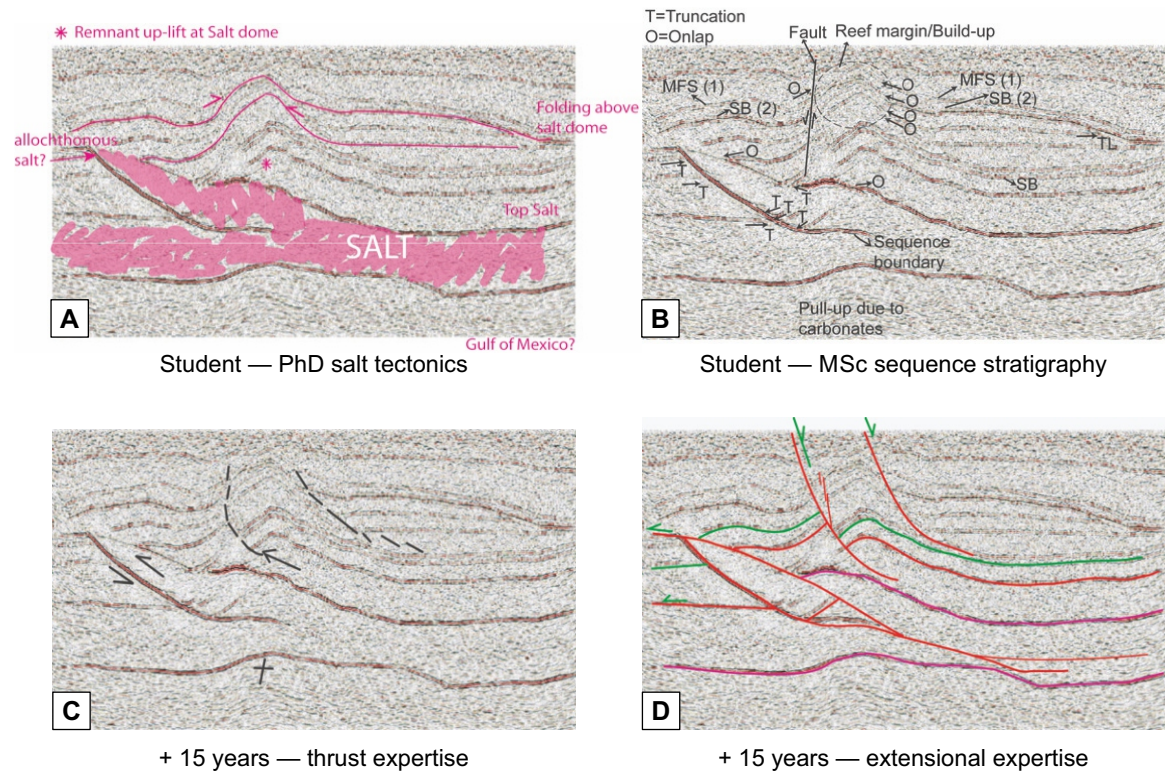 * Remnant up-lift at Salt dome
allochthonous
salt?
Folding above
salt dome
Top Salt
SALT
A
Gulf of Mexico?
Student — PhD salt tectonics
T=Truncation
O=Onlap
Fault
Reef margin/Build-up
MFS (1)
SB (2)
O
O
O
O
O
MFS (1)
SB (2)
TL
T
T
O
T
O
SB
T
T
T
T
T
Sequence
boundary
Pull-up due to
carbonates
B
Student — MSc sequence stratigraphy
C
+ 15 years — thrust expertise
D
+ 15 years — extensional expertise